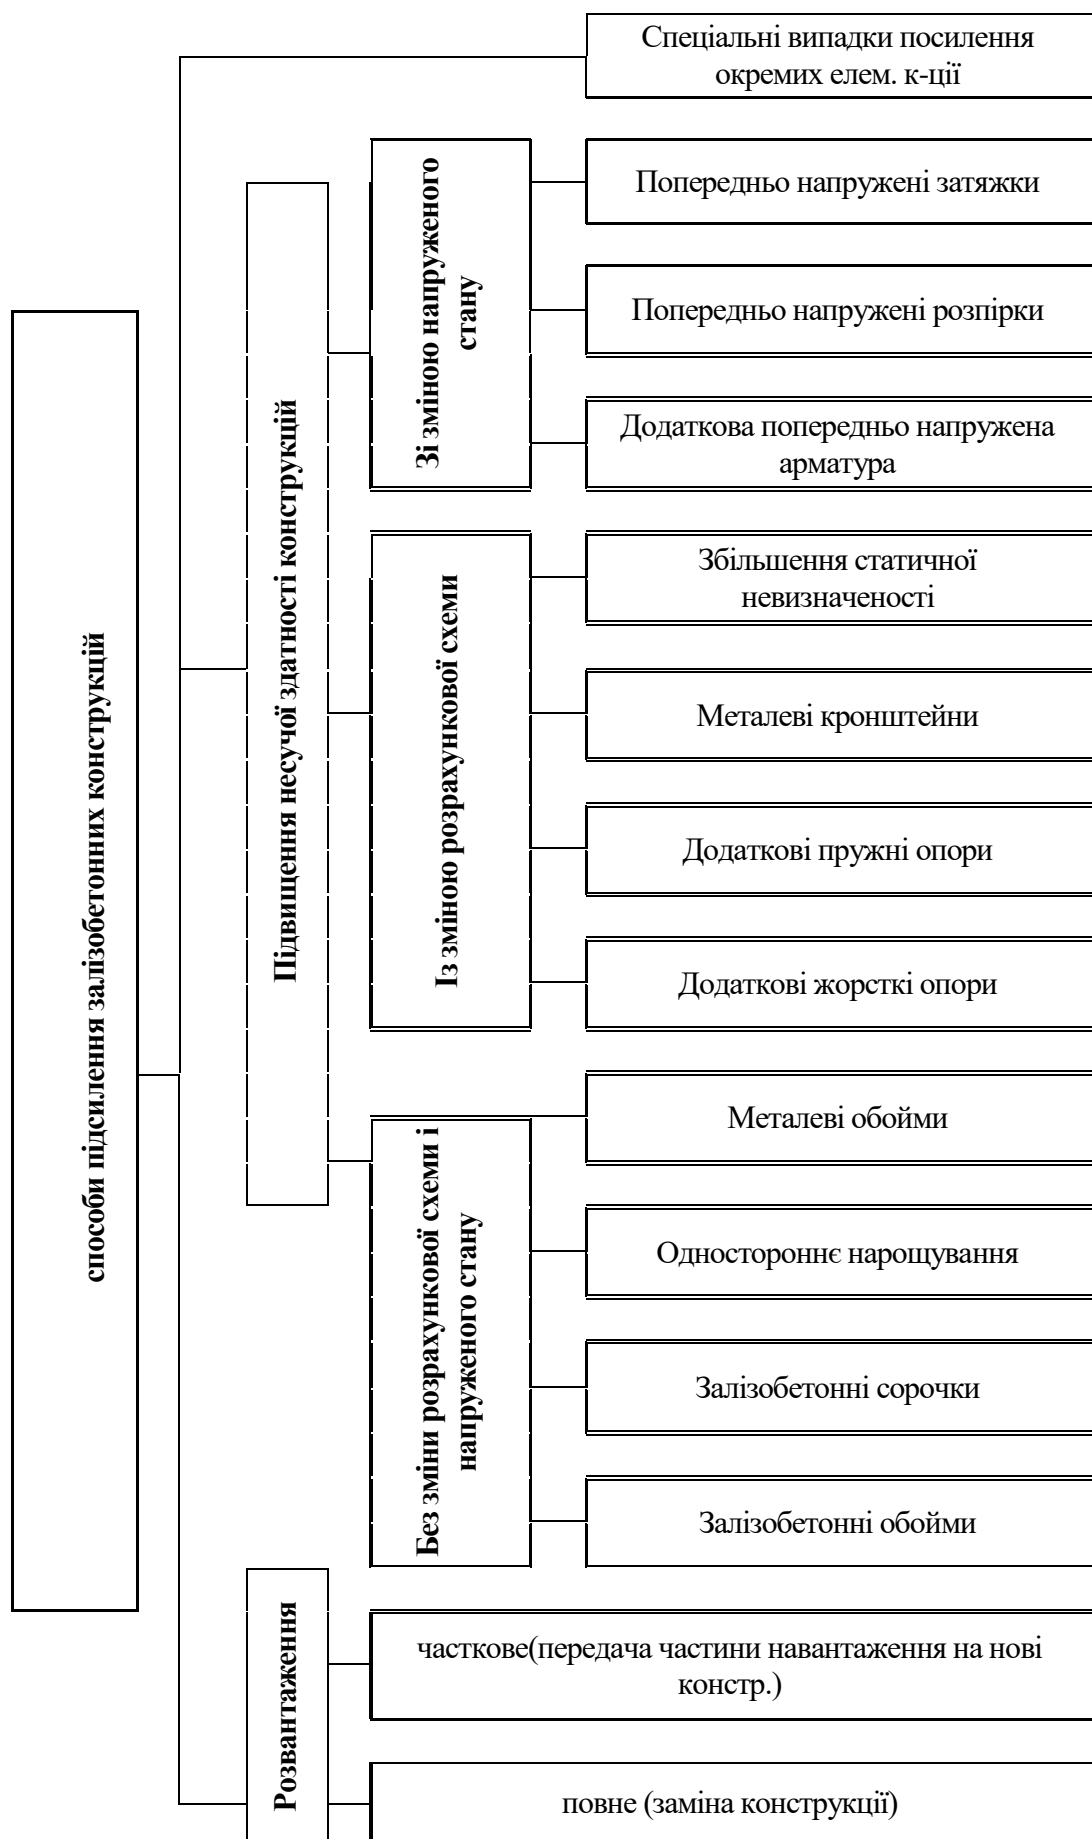 способи підсилення залізобетонних конструкцій
Спеціальні випадки посилення
окремих елем. к-ції
Підвищення несучої здатності конструкцій
Зі зміною напруженого
стану
Попередньо напружені затяжки
Попередньо напружені розпірки
Додаткова попередньо напружена
арматура
Із зміною розрахункової схеми
Збільшення статичної
невизначеності
Металеві кронштейни
Додаткові пружні опори
Додаткові жорсткі опори
Без зміни розрахункової схеми і
напруженого стану
Металеві обойми
Одностороннє нарощування
Залізобетонні сорочки
Залізобетонні обойми
Розвантаження
часткове(передача частини навантаження на нові
констр.)
повне (заміна конструкції)